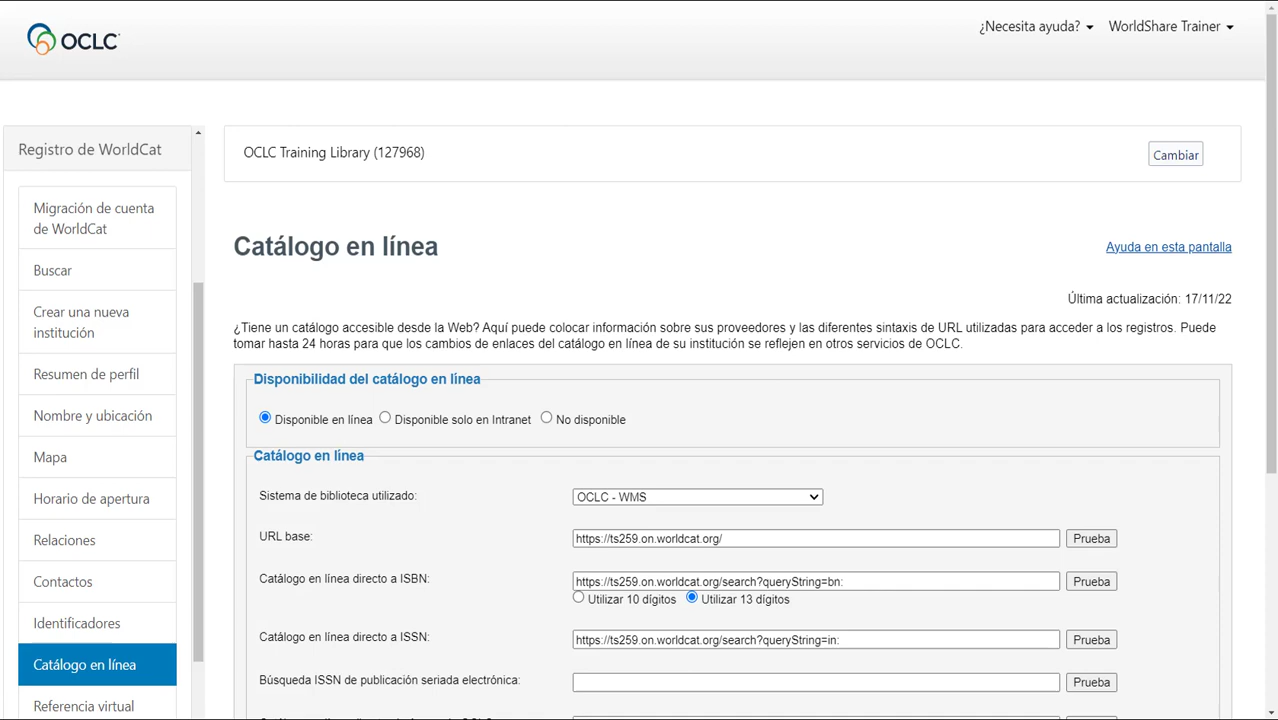 OCLC
¿Necesita ayuda?
WorldShare Trainer
Registro de WorldCat
Migración de cuenta
de WorldCat
Buscar
Crear una nueva
institución
Resumen de perfil
Nombre y ubicación
Mapa
Horario de apertura
Relaciones
Contactos
Identificadores
Catálogo en línea
Referencia virtual
OCLC Training Library (127968)
Cambiar
Catálogo en línea
Ayuda en esta pantalla
Última actualización: 17/11/22
¿Tiene un catálogo accesible desde la Web? Aquí puede colocar información sobre sus proveedores y las diferentes sintaxis de URL utilizadas para acceder a los registros. Puede
tomar hasta 24 horas para que los cambios de enlaces del catálogo en línea de su institución se reflejen en otros servicios de OCLC.
Disponibilidad del catálogo en línea
Disponible en línea
Disponible solo en Intranet
No disponible
Catálogo en línea
Sistema de biblioteca utilizado:
OCLC - WMS
URL base:
https://ts259.on.worldcat.org/
Prueba
Catálogo en línea directo a ISBN:
https://ts259.on.worldcat.org/search?queryString=bn:
Prueba
Utilizar 10 dígitos
Utilizar 13 dígitos
Catálogo en línea directo a ISSN:
https://ts259.on.worldcat.org/search?queryString=in:
Prueba
Búsqueda ISSN de publicación seriada electrónica:
Prueba